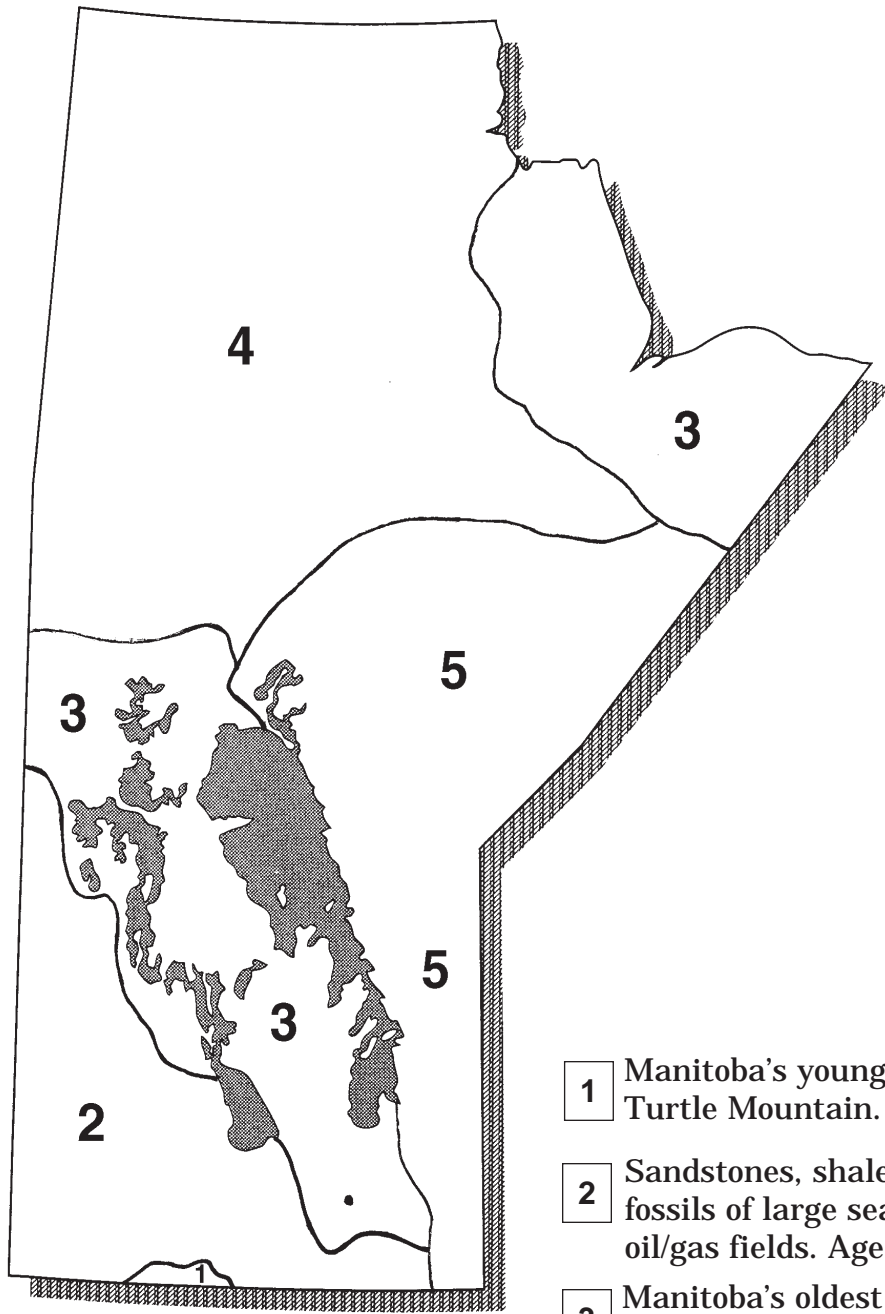 4
3
5
3
5
3
2
1
1 Manitoba's young
Turtle Mountain.
2 Sandstones, shale
fossils of large sea
oil/gas fields. Age
3 Manitoba's oldest